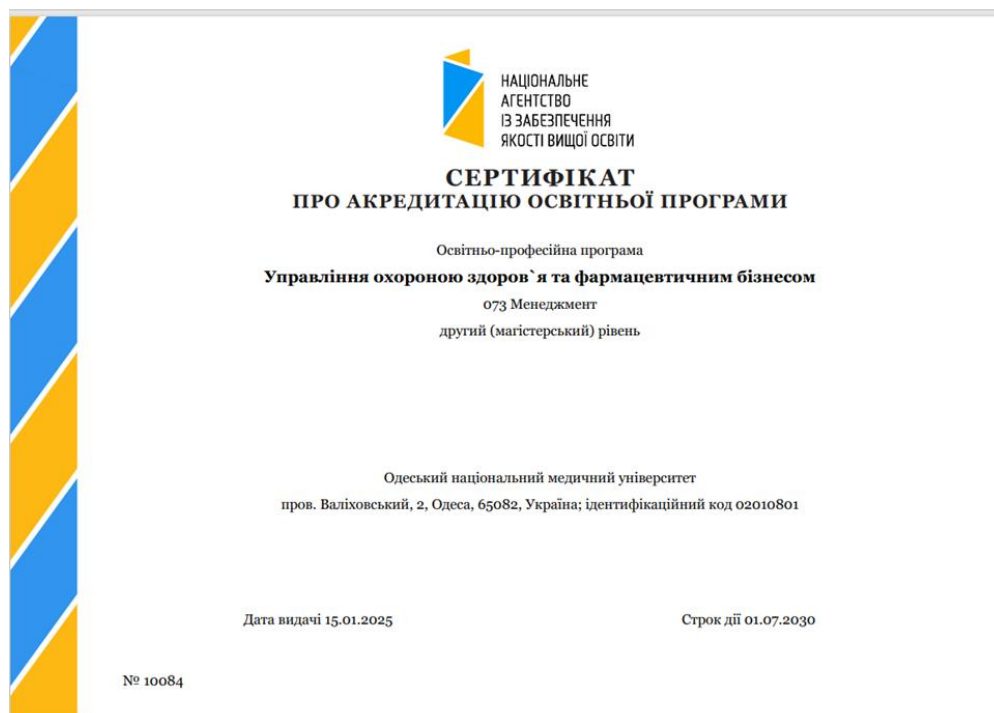 НАЦІОНАЛЬНЕ
АГЕНТСТВО
ІЗ ЗАБЕЗПЕЧЕННЯ
ЯКОСТІ ВИЩОЇ ОСВІТИ
СЕРТИФІКАТ
ПРО АКРЕДИТАЦІЮ ОСВІТНЬОЇ ПРОГРАМИ
Освітньо-професійна програма
Управління охороною здоров`я та фармацевтичним бізнесом
073 Менеджмент
другий (магістерський) рівень
Одеський національний медичний університет
пров. Валіховський, 2, Одеса, 65082, Україна; ідентифікаційний код 02010801
Дата видачі 15.01.2025 Строк дії 01.07.2030
№ 10084